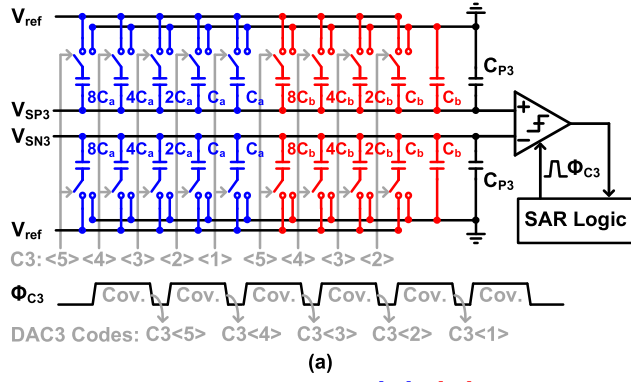 Vref
8Ca 4Ca 2Ca Ca Ca 8Cb 4Cb 2Cb Cb Cb CP3
VSP3
VSN3
8Ca 4Ca 2Ca Ca Ca 8Cb 4Cb 2Cb Cb Cb CP3
+
−
ΦC3
SAR Logic
Vref
C3: <5> <4> <3> <2> <1> <5> <4> <3> <2>
ΦC3 Cov. Cov. Cov. Cov. Cov. Cov.
DAC3 Codes: C3<5> C3<4> C3<3> C3<2> C3<1>
(a)